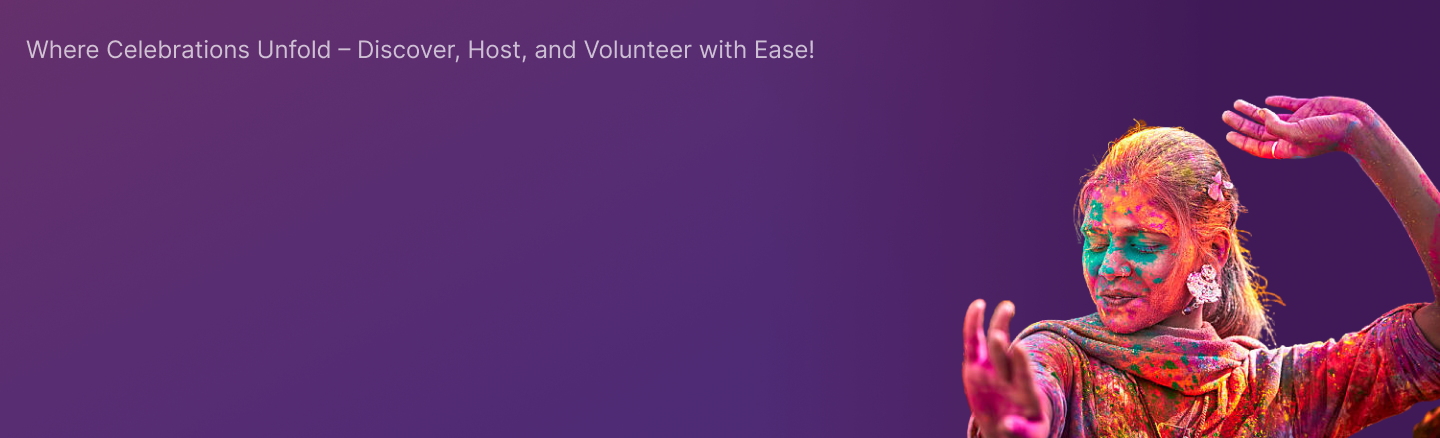 Where Celebrations Unfold – Discover, Host, and Volunteer with Ease!